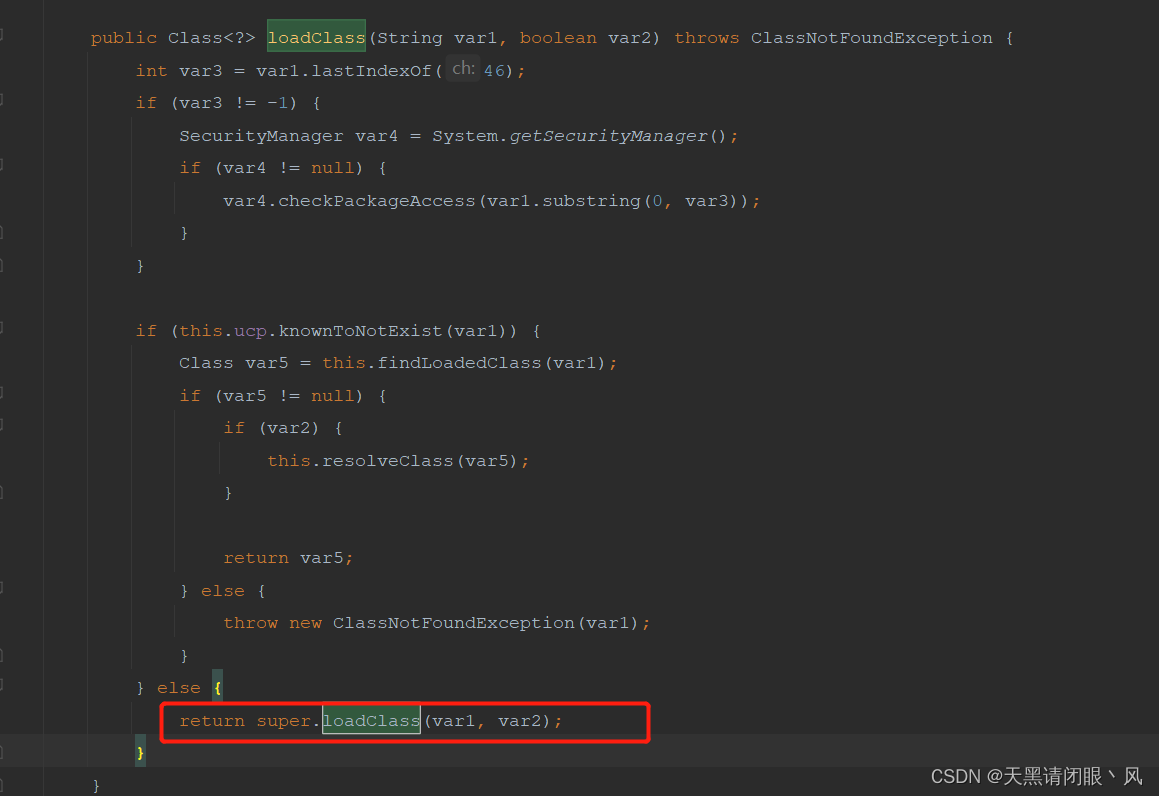 public Class<?> loadClass(String var1, boolean var2) throws ClassNotFoundException {
int var3 = var1.lastIndexOf( ch: 46);
if (var3 != -1) {
SecurityManager var4 = System.getSecurityManager();
if (var4 != null) {
var4.checkPackageAccess(var1.substring(0, var3));
}
}
if (this.ucp.knownToNotExist(var1)) {
Class var5 = this.findLoadedClass(var1);
if (var5 != null) {
if (var2) {
this.resolveClass(var5);
}
return var5;
} else {
throw new ClassNotFoundException(var1);
}
} else {
return super.loadClass(var1, var2);
}
}
CSDN @天黑请闭眼丶风